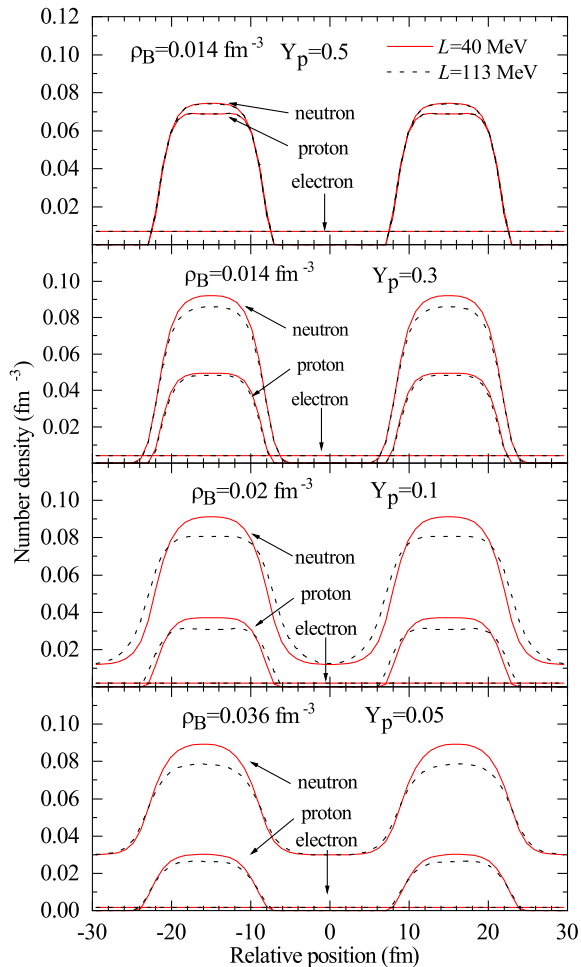 0.12
ρB=0.014 fm-3 Yp=0.5
L=40 MeV
L=113 MeV
0.10
0.08
neutron
0.06
proton
0.04
electron
0.02
ρB=0.014 fm-3 Yp=0.3
0.10
neutron
0.08
0.06
proton
0.04
electron
0.02
Number density (fm -3)
ρB=0.02 fm-3 Yp=0.1
0.10
0.08
neutron
0.06
proton
0.04
electron
0.02
ρB=0.036 fm-3 Yp=0.05
0.08
neutron
0.06
0.04
proton
electron
0.02
0.00
-30 -20 -10 0 10 20 30
Relative position (fm)